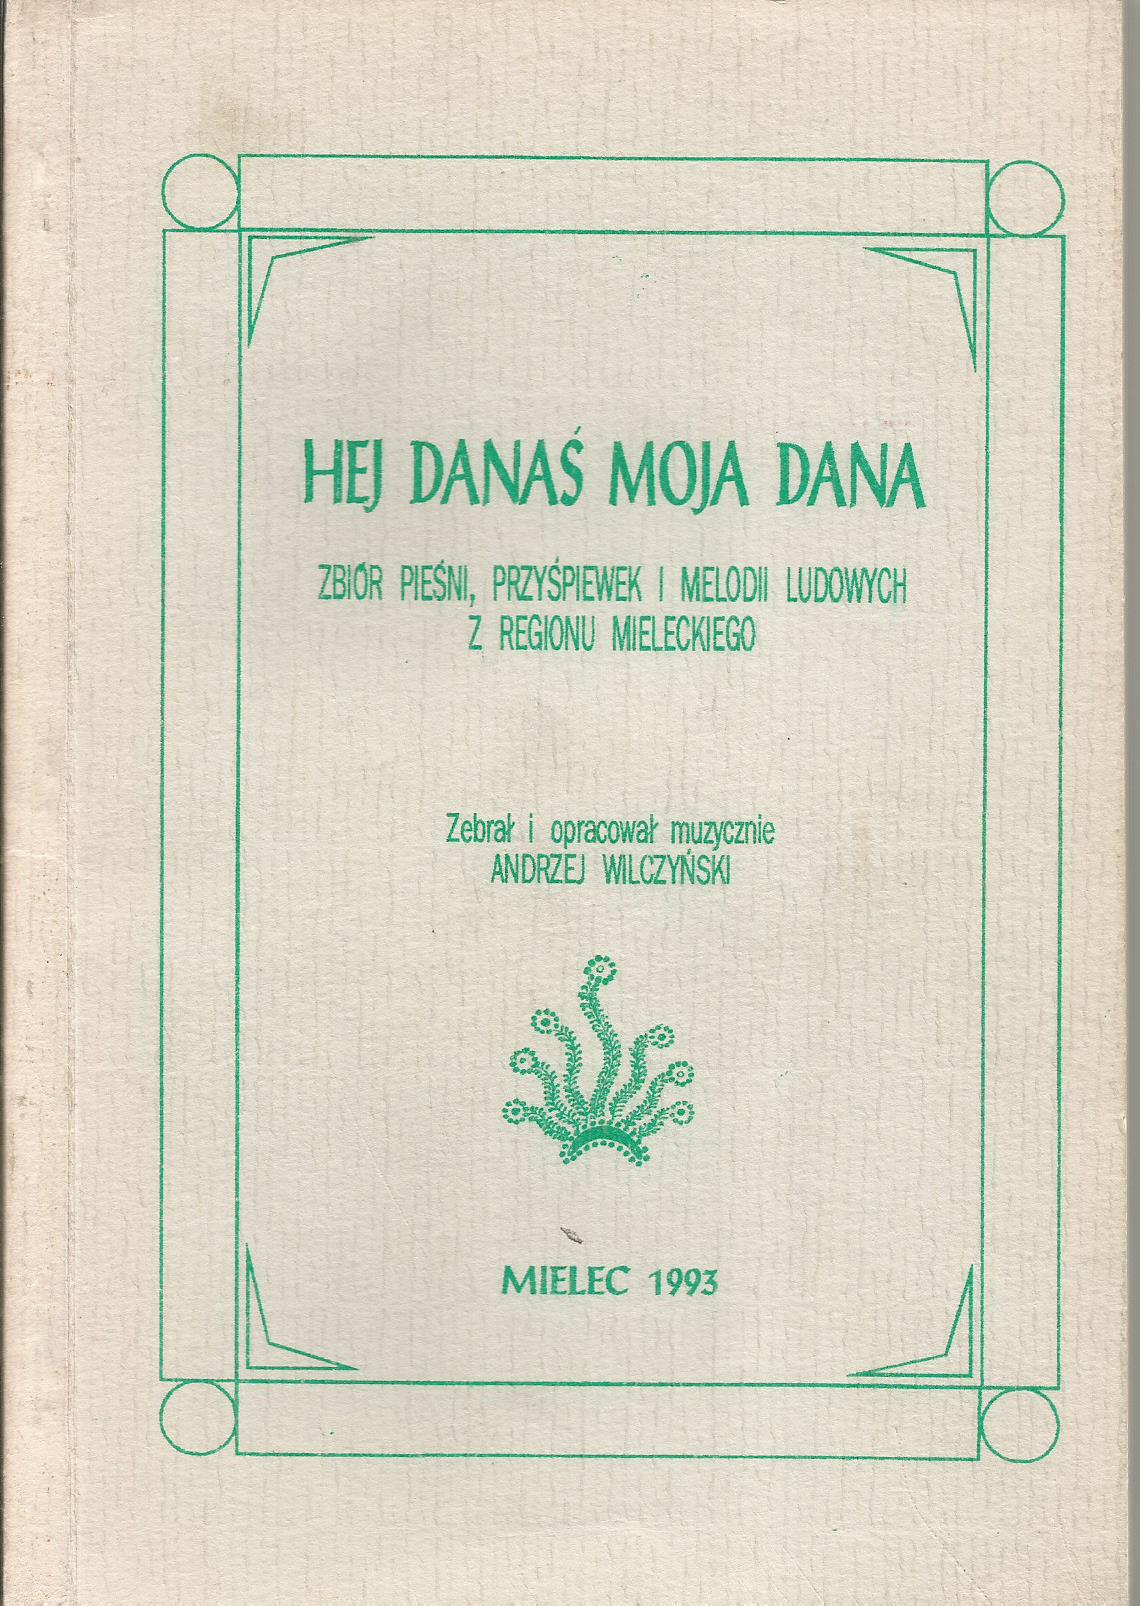 HEJ DANAŚ MOJA DANA
ZBIÓR PIEŚNI, PRZYŚPIEWEK I MELODII LUDOWYCH
Z REGIONU MIELECKIEGO
Zebrał i opracował muzycznie
ANDRZEJ WILCZYŃSKI
MIELEC 1993